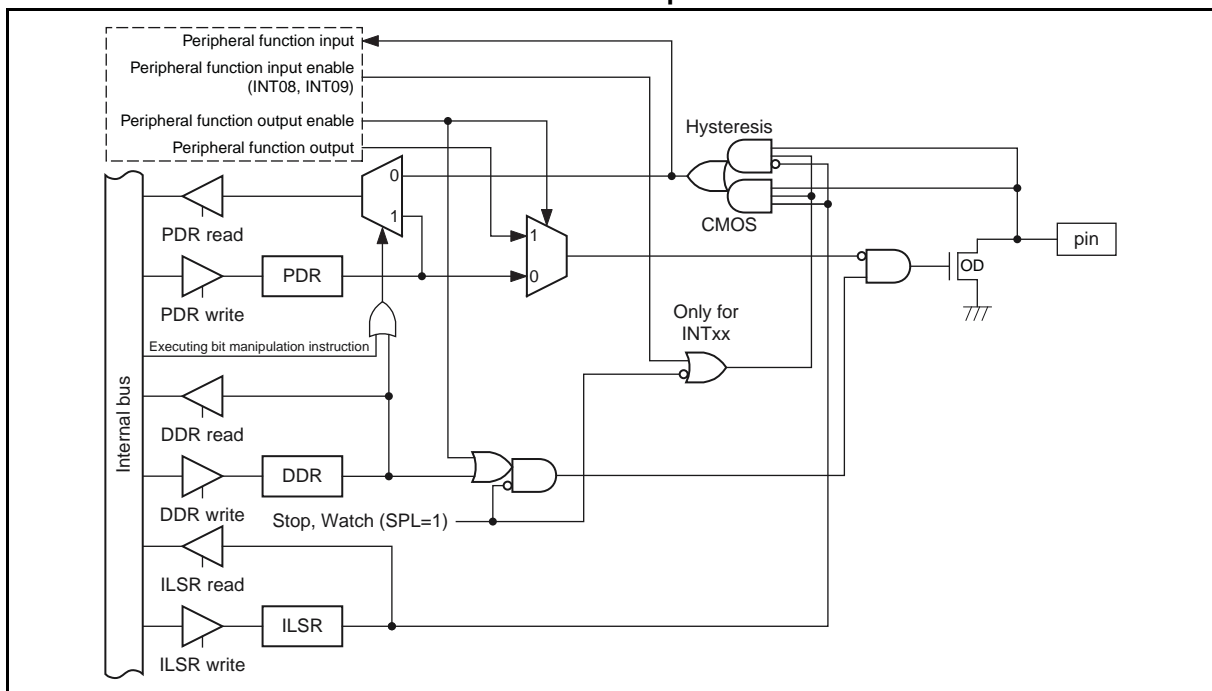 Peripheral function input
Peripheral function input enable
(INT08, INT09)
Peripheral function output enable
Peripheral function output
Hysteresis
CMOS
0
1
PDR read
1
0
pin
OD
PDR
PDR write
Only for
INTxx
Executing bit manipulation instruction
Internal bus
DDR read
DDR
DDR write
Stop, Watch (SPL=1)
ILSR read
ILSR
ILSR write